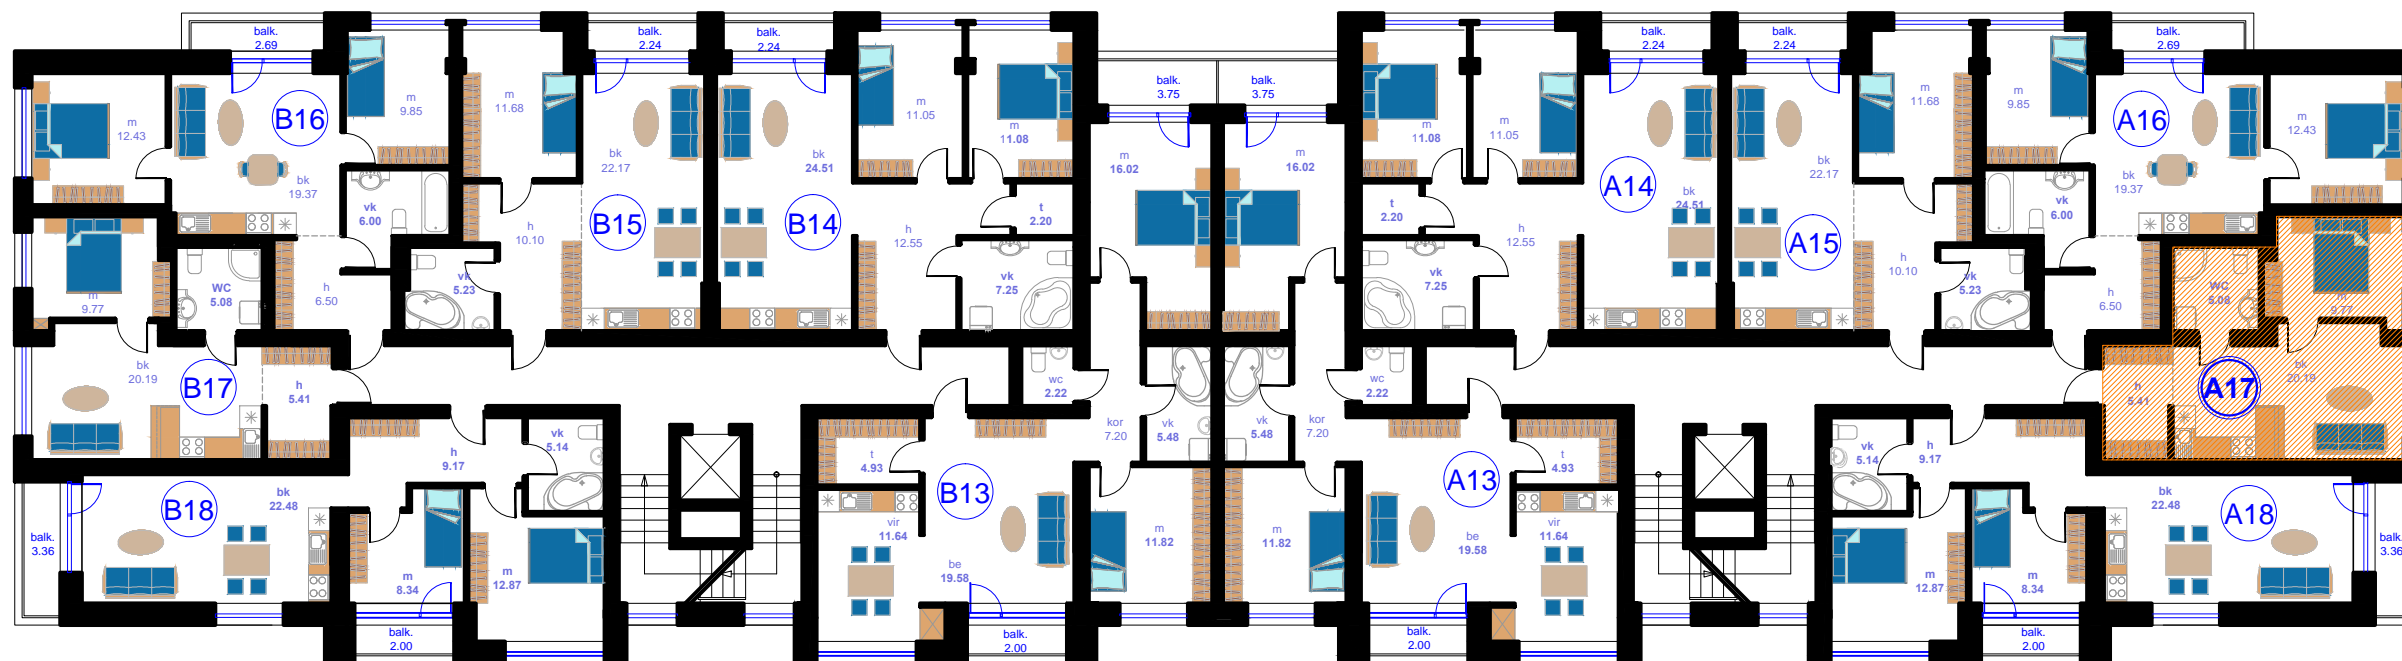 balk.
2.69
balk.
2.24
balk.
2.24
balk.
3.75
balk.
3.75
balk.
2.24
balk.
2.24
balk.
2.69
m
12.43
B16
bk
19.37
m
9.85
vk
6.00
m
11.68
h
10.10
bk
22.17
B15
bk
24.51
B14
m
11.05
m
11.08
t
2.20
h
12.55
vk
7.25
m
16.02
m
16.02
m
11.08
m
11.05
t
2.20
h
12.55
vk
7.25
A14
bk
24.51
bk
22.17
A15
m
11.68
h
10.10
vk
5.23
m
9.85
vk
6.00
A16
bk
19.37
m
12.43
h
6.50
m
9.77
WC
5.08
h
6.50
vk
5.23
WC
5.08
m
9.77
bk
20.19
B17
h
5.41
wc
2.22
kor
7.20
vk
5.48
vk
5.48
kor
7.20
wc
2.22
h
5.41
A17
bk
20.19
h
9.17
vk
5.14
t
4.93
B13
A13
t
4.93
vk
5.14
h
9.17
balk.
3.36
B18
bk
22.48
m
8.34
m
12.87
vir
11.64
be
19.58
m
11.82
m
11.82
be
19.58
vir
11.64
m
12.87
m
8.34
bk
22.48
A18
balk.
3.36
balk.
2.00
balk.
2.00
balk.
2.00
balk.
2.00